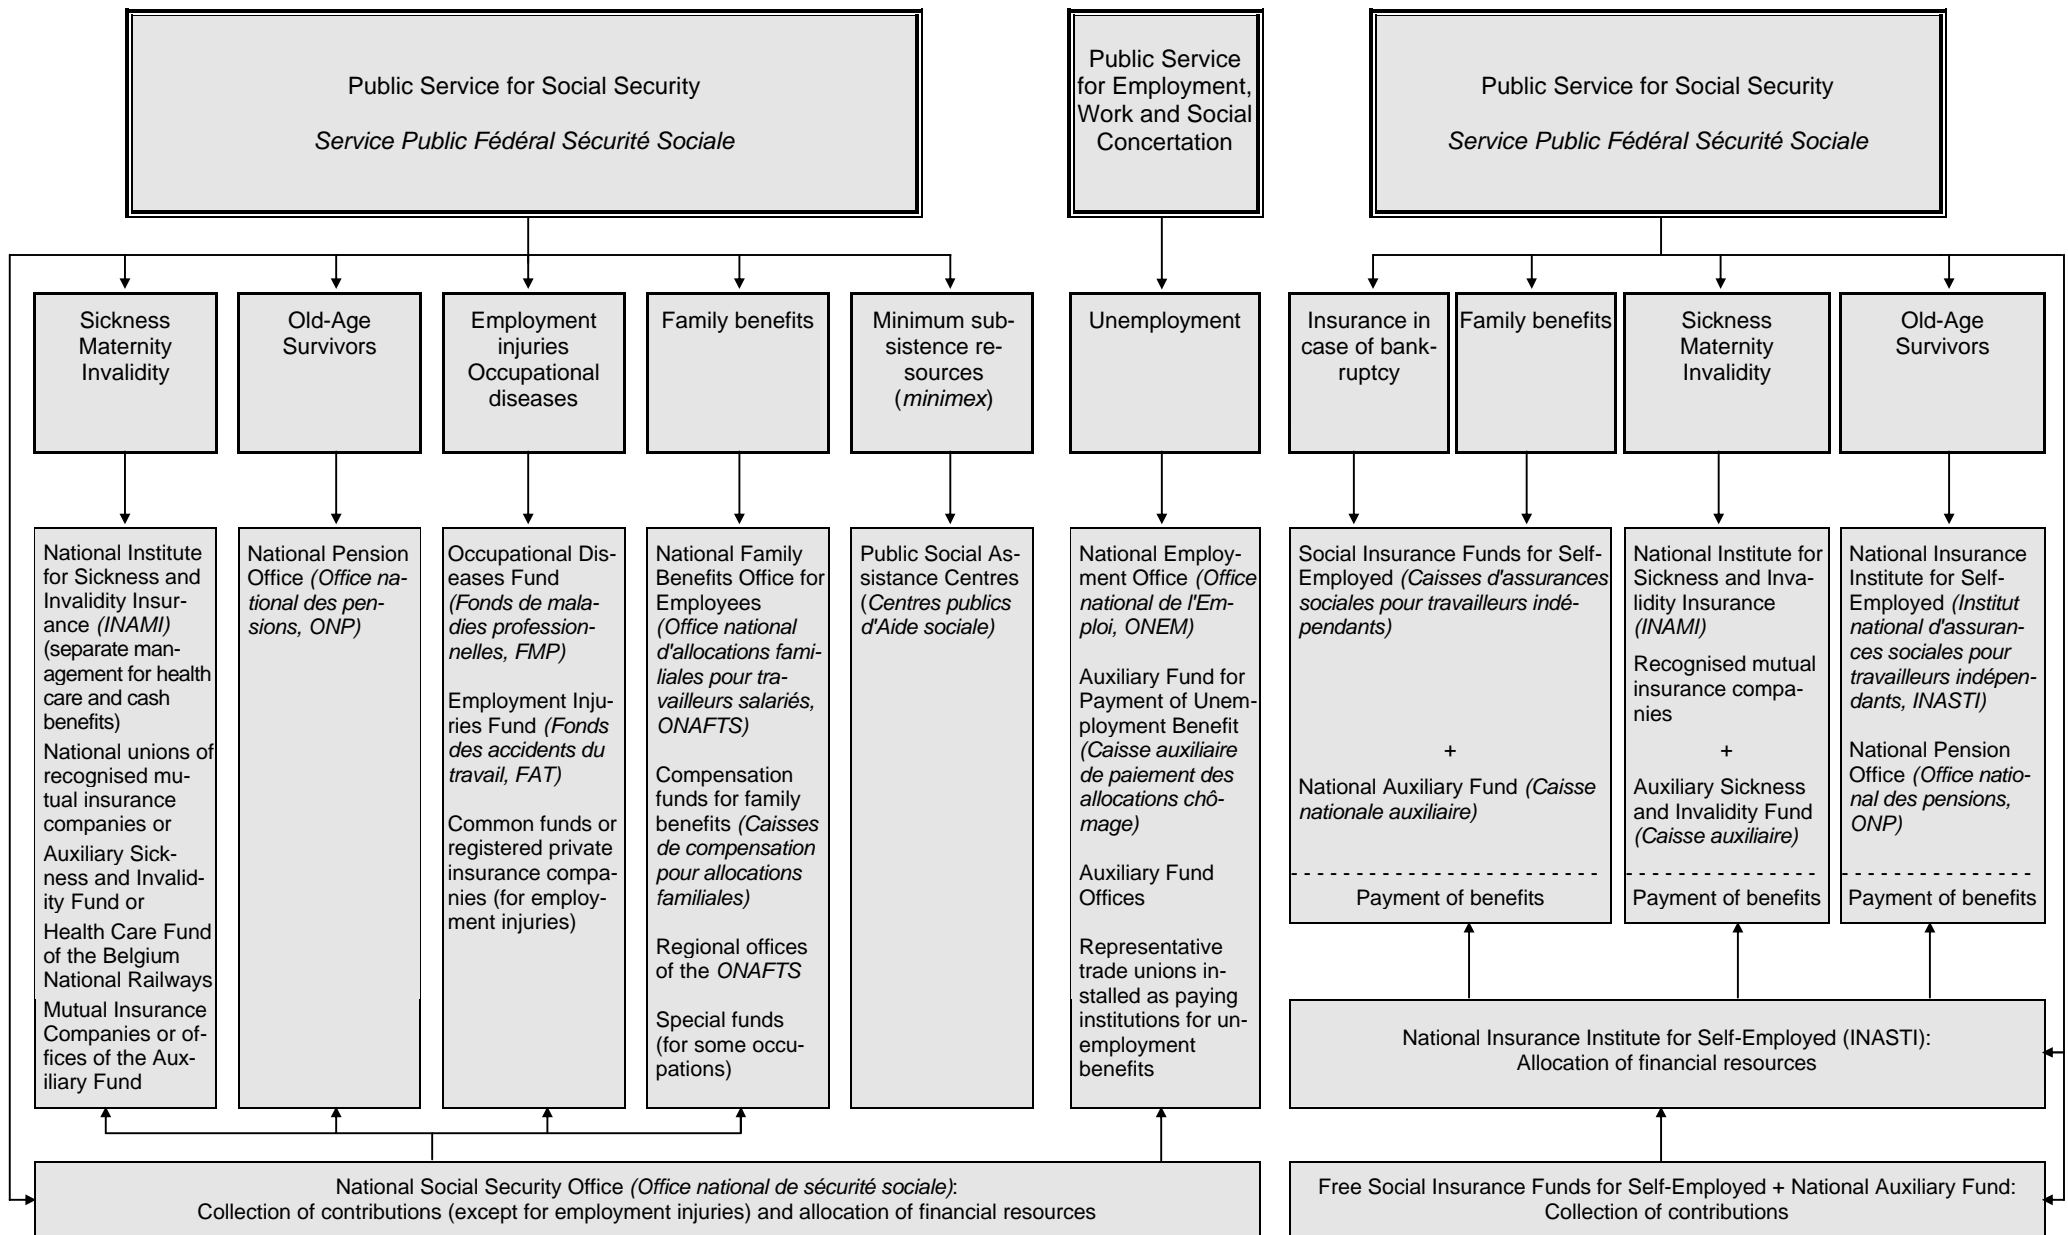 Public Service for Social Security
Service Public Fédéral Sécurité Sociale
Public Service
for Employment,
Work and Social
Concertation
Public Service for Social Security
Service Public Fédéral Sécurité Sociale
Sickness
Maternity
Invalidity
Old-Age
Survivors
Employment
injuries
Occupational
diseases
Family benefits
Minimum sub-
sistence re-
sources
(minimex)
Unemployment
Insurance in
case of bank-
ruptcy
Family benefits
Sickness
Maternity
Invalidity
Old-Age
Survivors
National Institute
for Sickness and
Invalidity Insur-
ance (INAMI)
(separate man-
agement for health
care and cash
benefits)
National unions of
recognised mu-
tual insurance
companies or
Auxiliary Sick-
ness and Invalid-
ity Fund or
Health Care Fund
of the Belgium
National Railways
Mutual Insurance
Companies or of-
fices of the Aux-
iliary Fund
National Pension
Office (Office na-
tional des pen-
sions, ONP)
Occupational Dis-
eases Fund
(Fonds de mala-
dies profession-
nelles, FMP)
Employment Inju-
ries Fund (Fonds
des accidents du
travail, FAT)
Common funds or
registered private
insurance compa-
nies (for employ-
ment injuries)
National Family
Benefits Office for
Employees
(Office national
d'allocations fami-
liales pour tra-
vailleurs salariés,
ONAFTS)
Compensation
funds for family
benefits (Caisses
de compensation
pour allocations
familiales)
Regional offices
of the ONAFTS
Special funds
(for some occu-
pations)
Public Social As-
sistance Centres
(Centres publics
d'Aide sociale)
National Employ-
ment Office (Office
national de l'Em-
ploi, ONEM)
Auxiliary Fund for
Payment of Unem-
ployment Benefit
(Caisse auxiliaire
de paiement des
allocations chô-
mage)
Auxiliary Fund
Offices
Representative
trade unions in-
stalled as paying
institutions for un-
employment
benefits
Social Insurance Funds for Self-
Employed (Caisses d'assurances
sociales pour travailleurs indé-
pendants)
+
National Auxiliary Fund (Caisse
nationale auxiliaire)
Payment of benefits
National Institute for
Sickness and Inva-
lidity Insurance
(INAMI)
Recognised mutual
insurance compa-
nies
+
Auxiliary Sickness
and Invalidity Fund
(Caisse auxiliaire)
Payment of benefits
National Insurance
Institute for Self-
Employed (Institut
national d'assuran-
ces sociales pour
travailleurs indépen-
dants, INASTI)
National Pension
Office (Office natio-
nal des pensions,
ONP)
Payment of benefits
National Insurance Institute for Self-Employed (INASTI):
Allocation of financial resources
National Social Security Office (Office national de sécurité sociale):
Collection of contributions (except for employment injuries) and allocation of financial resources
Free Social Insurance Funds for Self-Employed + National Auxiliary Fund:
Collection of contributions